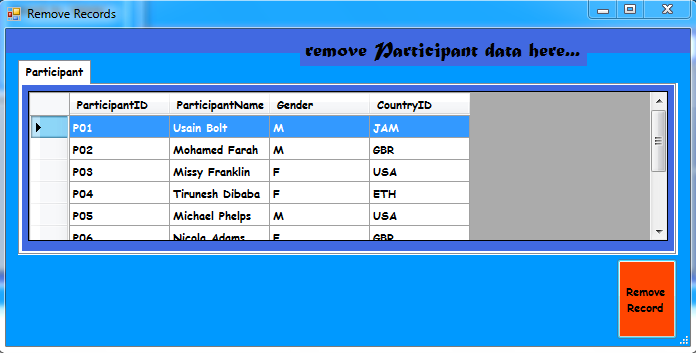 Remove Records
remove Participant data here...
Participant
ParticipantID ParticipantName Gender CountryID
P01 Usain Bolt M JAM
P02 Mohamed Farah M GBR
P03 Missy Franklin F USA
P04 Tirunesh Dibaba F ETH
P05 Michael Phelps M USA
P06 Nicola Adams F GBR
Remove
Record